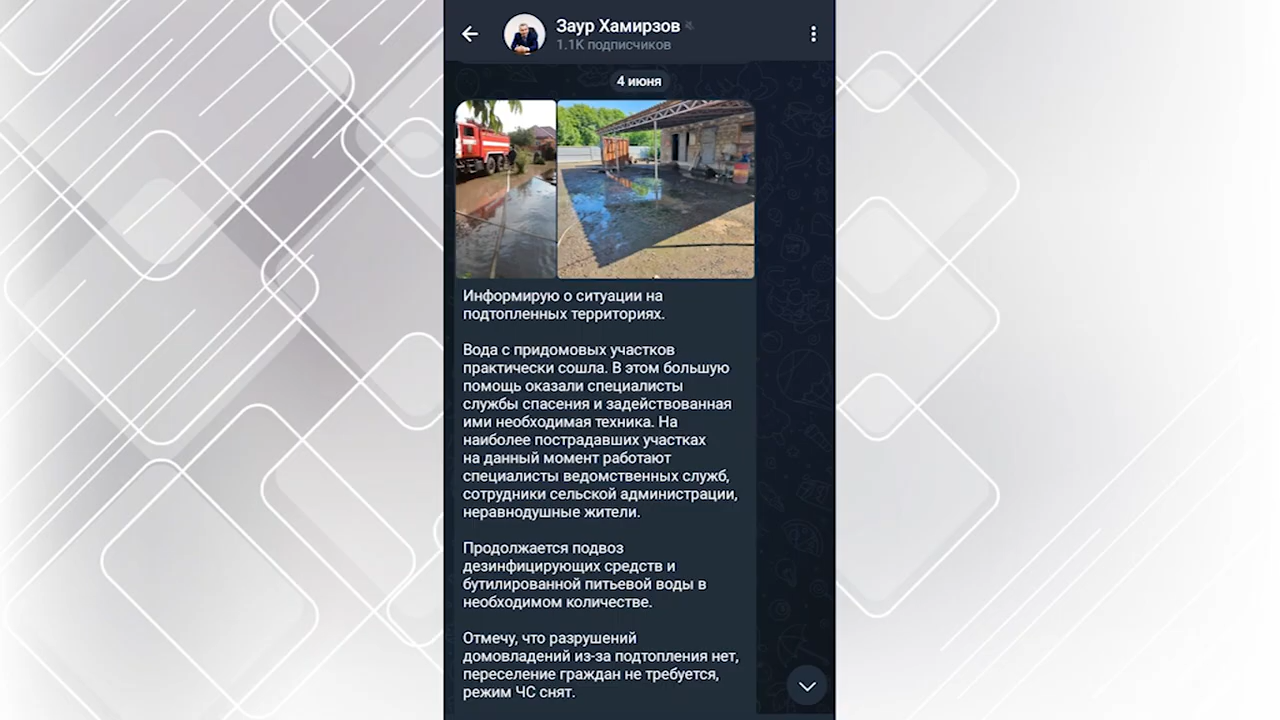 Заур Хамирзов
1.1K подписчиков
4 июня
Информирую о ситуации на
подтопленных территориях.
Вода с придомовых участков
практически сошла. В этом большую
помощь оказали специалисты
службы спасения и задействованная
ими необходимая техника. На
наиболее пострадавших участках
на данный момент работают
специалисты ведомственных служб,
сотрудники сельской администрации,
неравнодушные жители.
Продолжается подвоз
дезинфицирующих средств и
бутилированной питьевой воды в
необходимом количестве.
Отмечу, что разрушений
домовладений из-за подтопления нет,
переселение граждан не требуется,
режим ЧС снят.